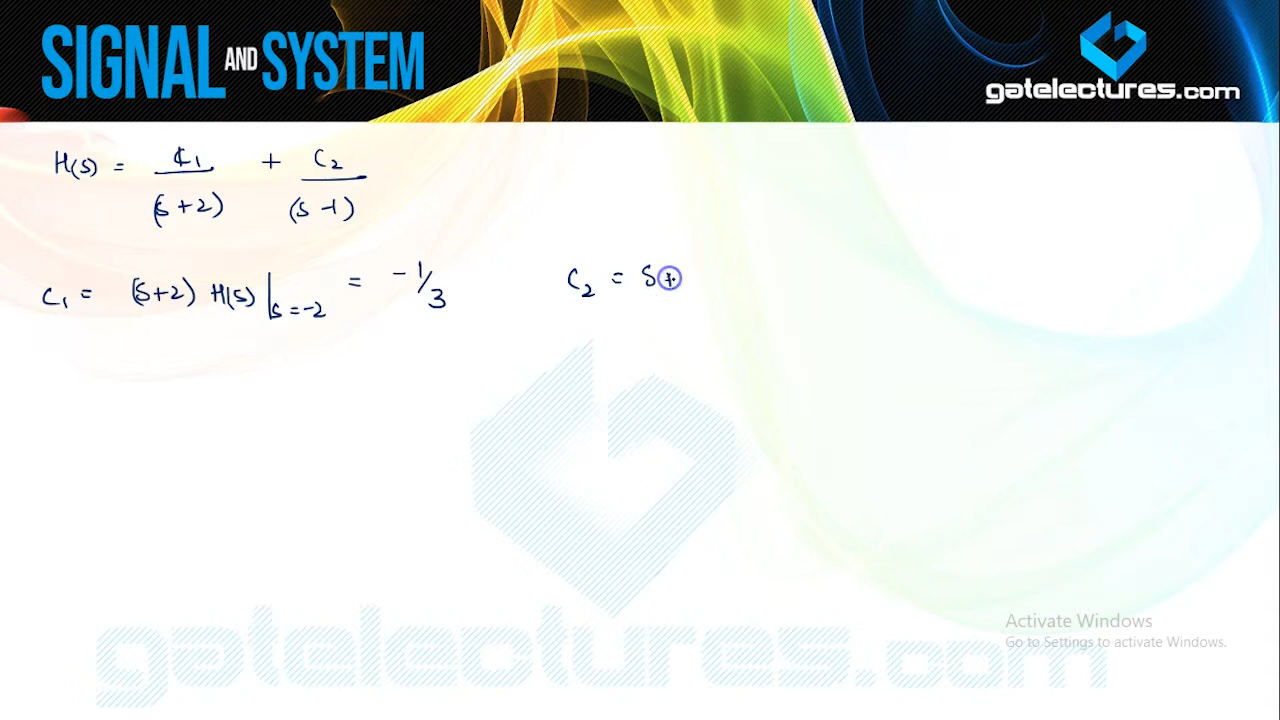 SIGNAL AND SYSTEM
gatelectures.com
H(s) = C₁/(s+2) + C₂/(s-1)
C₁ = (s+2) H(s)|s=-2 = -1/3
C₂ = s+
gatelectures.com
Activate Windows
Go to Settings to activate Windows.